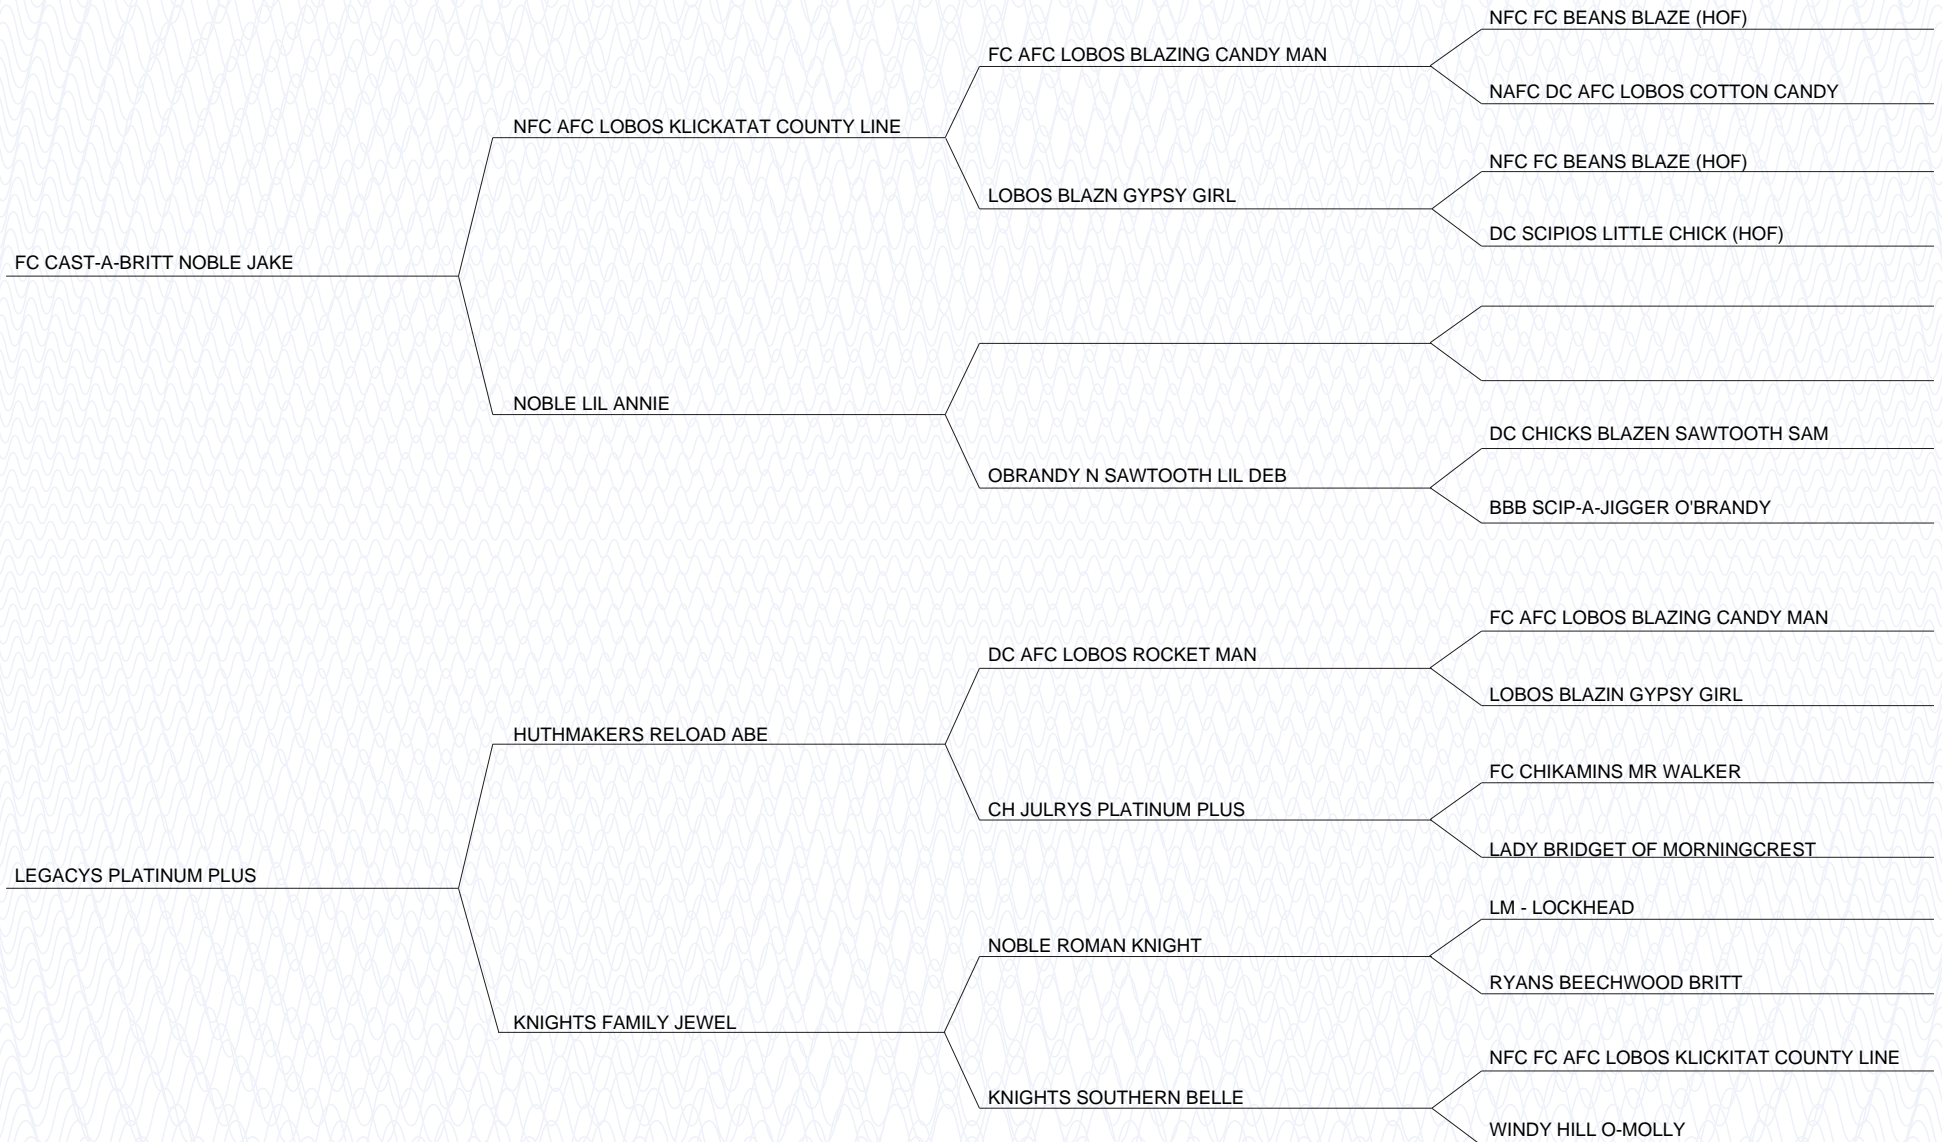 NFC FC BEANS BLAZE (HOF)
FC AFC LOBOS BLAZING CANDY MAN
NAFC DC AFC LOBOS COTTON CANDY
NFC AFC LOBOS KLICKATAT COUNTY LINE
NFC FC BEANS BLAZE (HOF)
LOBOS BLAZN GYPSY GIRL
DC SCIPIOS LITTLE CHICK (HOF)
FC CAST-A-BRITT NOBLE JAKE
NOBLE LIL ANNIE
DC CHICKS BLAZEN SAWTOOTH SAM
OBRANDY N SAWTOOTH LIL DEB
BBB SCIP-A-JIGGER O'BRANDY
FC AFC LOBOS BLAZING CANDY MAN
DC AFC LOBOS ROCKET MAN
LOBOS BLAZIN GYPSY GIRL
HUTHMAKERS RELOAD ABE
FC CHIKAMINS MR WALKER
CH JULRYS PLATINUM PLUS
LADY BRIDGET OF MORNINGCREST
LEGACYS PLATINUM PLUS
LM - LOCKHEAD
NOBLE ROMAN KNIGHT
RYANS BEECHWOOD BRITT
KNIGHTS FAMILY JEWEL
NFC FC AFC LOBOS KLICKITAT COUNTY LINE
KNIGHTS SOUTHERN BELLE
WINDY HILL O-MOLLY